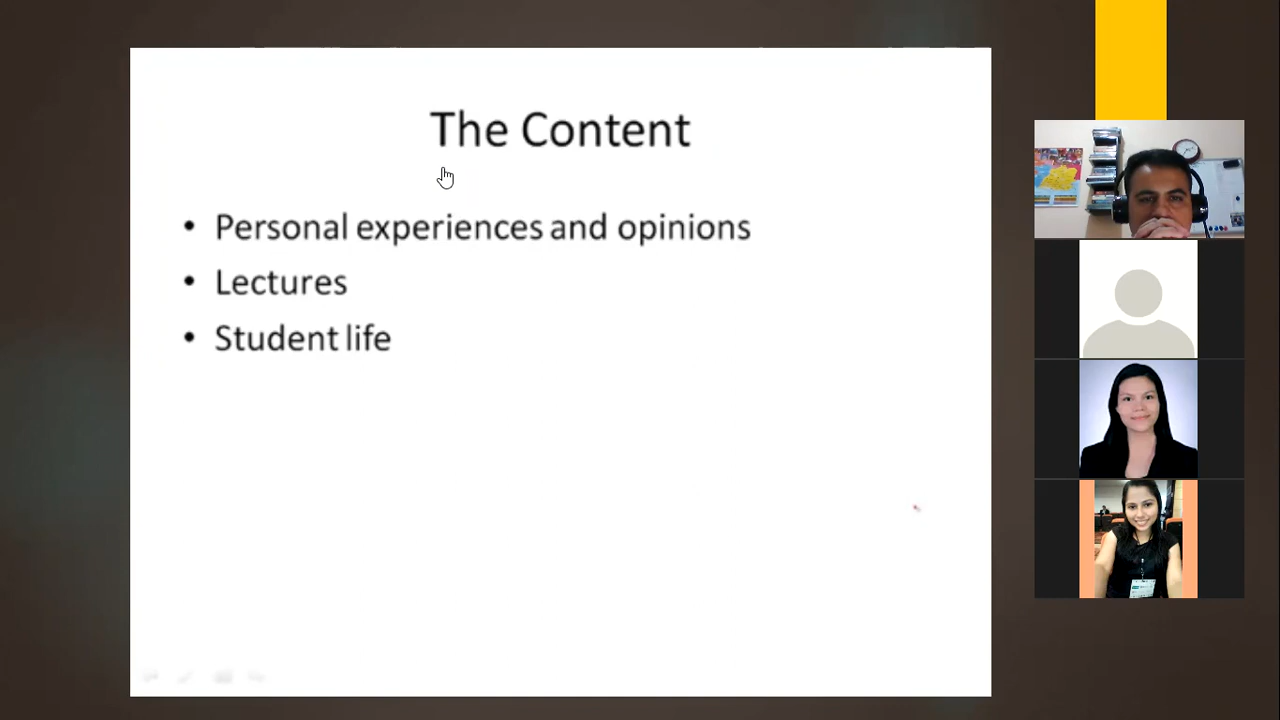 The Content
• Personal experiences and opinions
• Lectures
• Student life